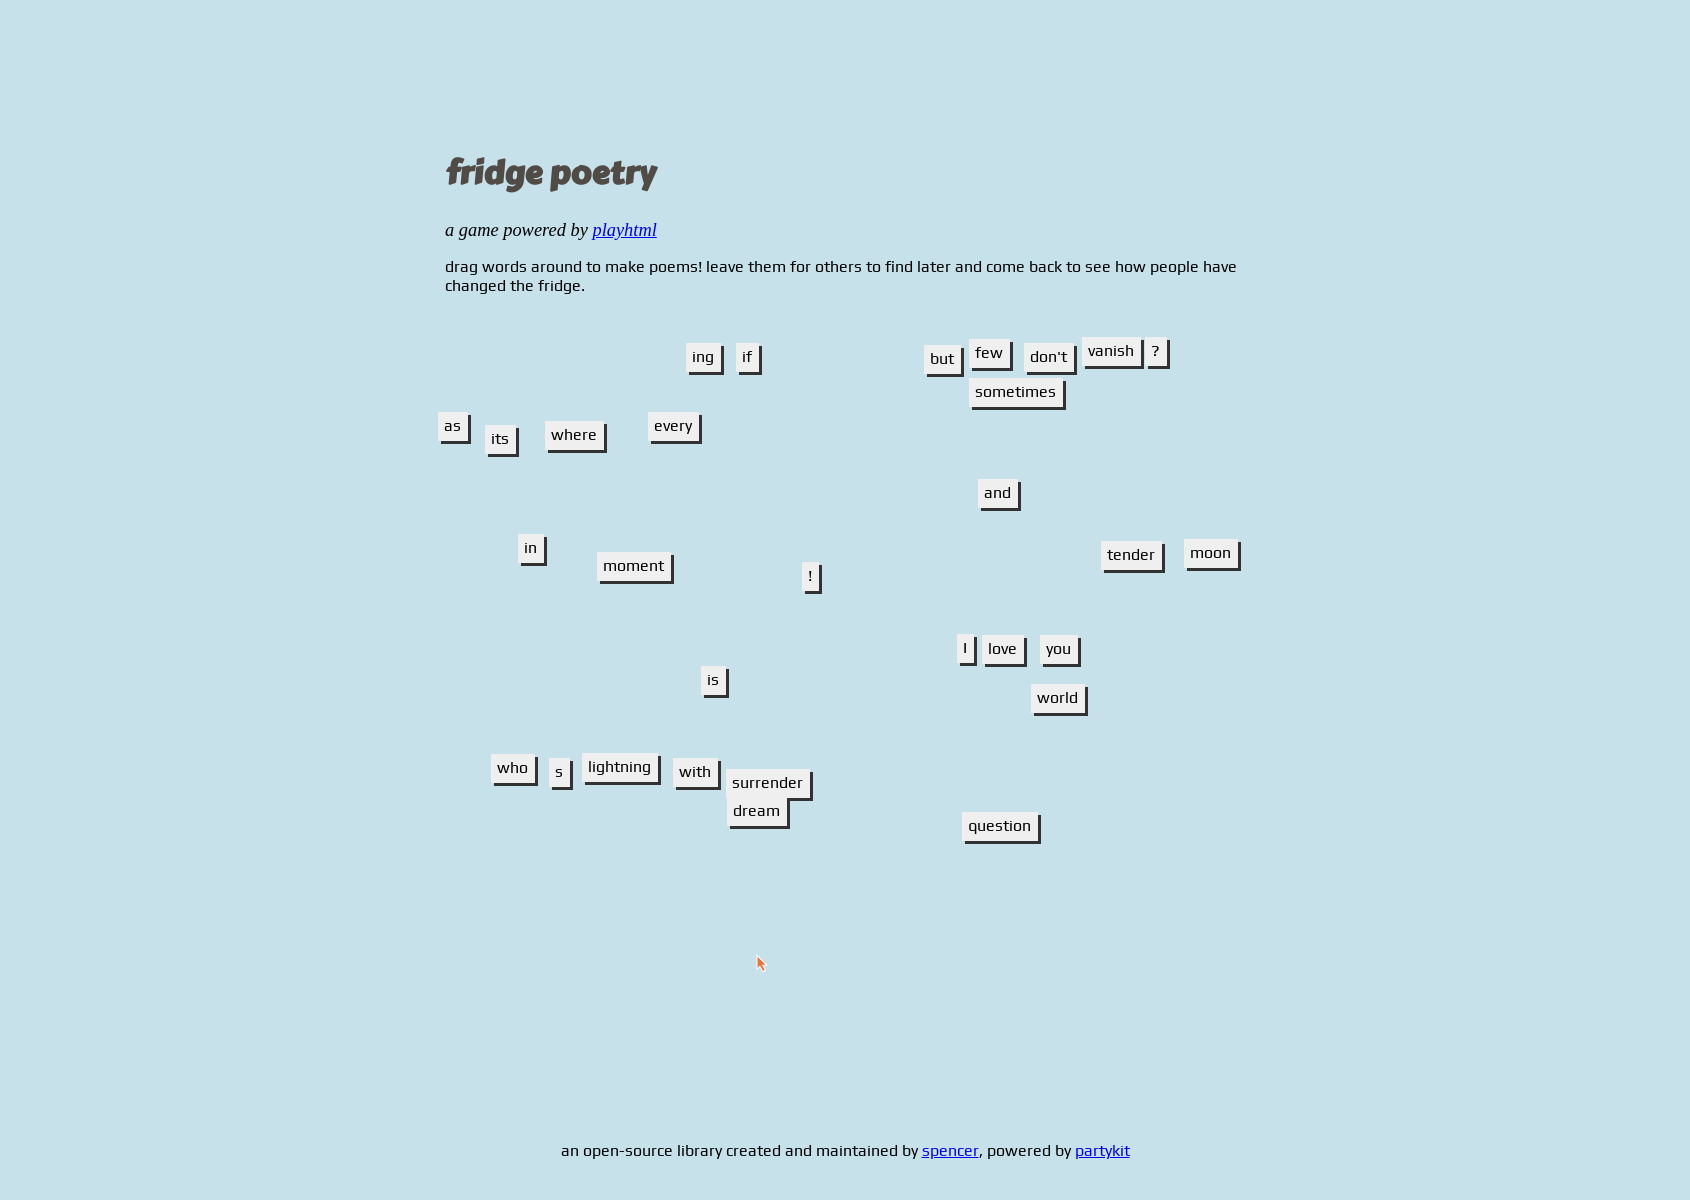 fridge poetry
a game powered by playhtml
drag words around to make poems! leave them for others to find later and come back to see how people have
changed the fridge.
ing if
but few don't vanish ?
sometimes
as its where every
and
in moment !
tender moon
I love you
is
world
who s lightning with surrender
dream
question
an open-source library created and maintained by spencer, powered by partykit